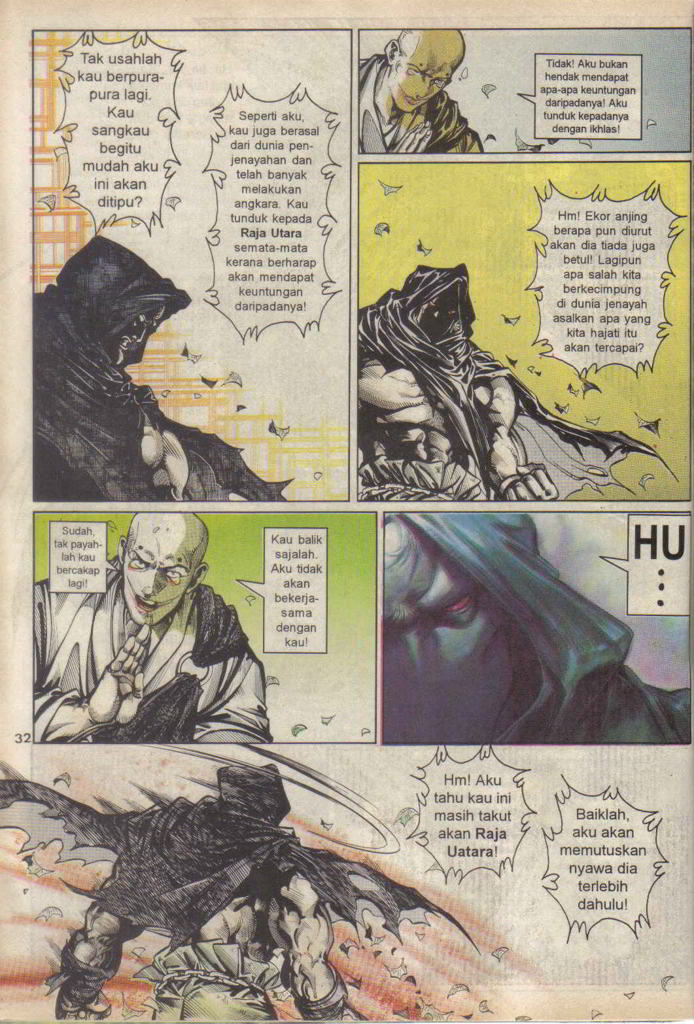 Tak usahlah
kau berpura-
pura lagi.
Kau
sangkau
begitu
mudah aku
ini akan
ditipu?
Seperti aku,
kau juga berasal
dari dunia pen-
jenayahan dan
telah banyak
melakukan
angkara. Kau
tunduk kepada
Raja Utara
semata-mata
kerana berharap
akan mendapat
keuntungan
daripadanya!
Tidak! Aku bukan
hendak mendapat
apa-apa keuntungan
daripadanya! Aku
tunduk kepadanya
dengan ikhlas!
Hm! Ekor anjing
berapa pun diurut
akan dia tiada juga
betul! Lagipun
apa salah kita
berkecimpung
di dunia jenayah
asalkan apa yang
kita hajati itu
akan tercapai?
Sudah,
tak payah-
lah kau
bercakap
lagi!
Kau balik
sajalah.
Aku tidak
akan
bekerja-
sama
dengan
kau!
HU
...
32
Hm! Aku
tahu kau ini
masih takut
akan Raja
Uatara!
Baiklah,
aku akan
memutuskan
nyawa dia
terlebih
dahulu!